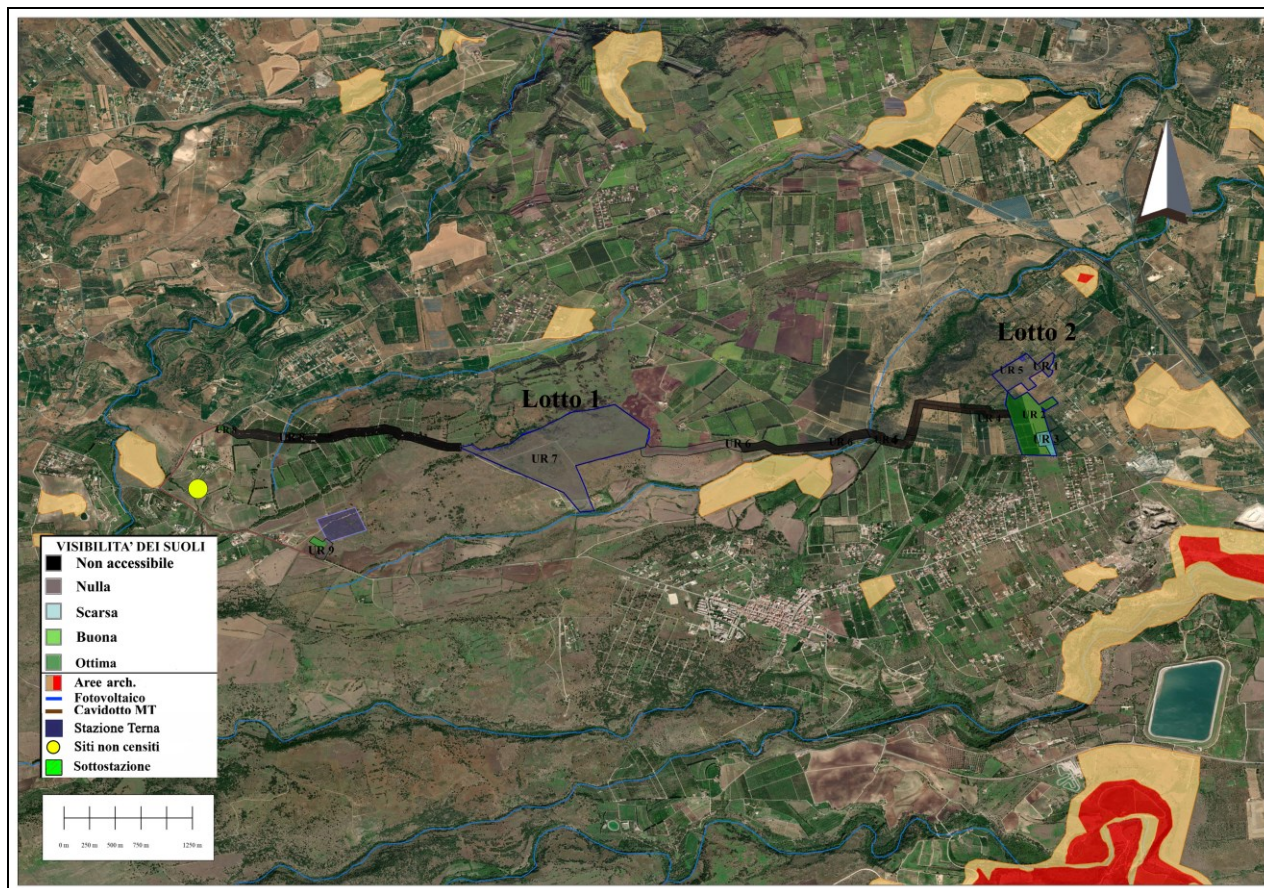 Lotto 2
UR 5
UR 1
Lotto 1
UR 2
UR 3
UR 6
UR 6
UR 7
UR 9
VISIBILITA' DEI SUOLI
Non accessibile
Nulla
Scarsa
Buona
Ottima
Aree arch.
Fotovoltaico
Cavidotto MT
Stazione Terna
Siti non censiti
Sottostazione
0 m 250 m 500 m 750 m 1250 m